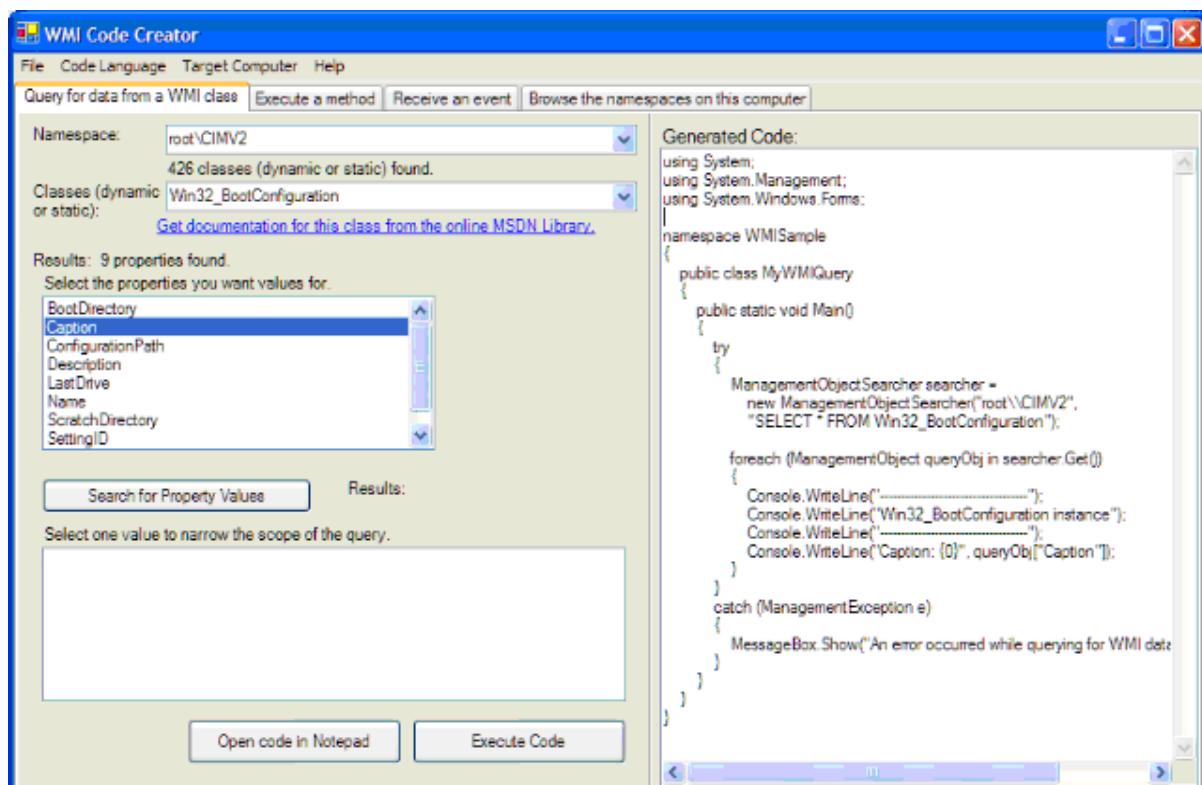 WMI Code Creator
File Code Language Target Computer Help
Query for data from a WMI class Execute a method Receive an event Browse the namespaces on this computer
Namespace: root\CIMV2
426 classes (dynamic or static) found.
Classes (dynamic or static): Win32_BootConfiguration
Get documentation for this class from the online MSDN Library.
Results: 9 properties found.
Select the properties you want values for.
BootDirectory
Caption
ConfigurationPath
Description
LastDrive
Name
ScratchDirectory
SettingID
Search for Property Values Results:
Select one value to narrow the scope of the query.
Open code in Notepad Execute Code
Generated Code:
using System;
using System.Management;
using System.Windows.Forms;
namespace WMISample
{
public class MyWMIQuery
{
public static void Main()
{
try
{
ManagementObjectSearcher searcher =
new ManagementObjectSearcher("root\\CIMV2",
"SELECT * FROM Win32_BootConfiguration");
foreach (ManagementObject queryObj in searcher.Get())
{
Console.WriteLine("-----------------------------------");
Console.WriteLine("Win32_BootConfiguration instance");
Console.WriteLine("-----------------------------------");
Console.WriteLine("Caption: {0}", queryObj["Caption"]);
}
}
catch (ManagementException e)
{
MessageBox.Show("An error occurred while querying for WMI data
}
}
}
}